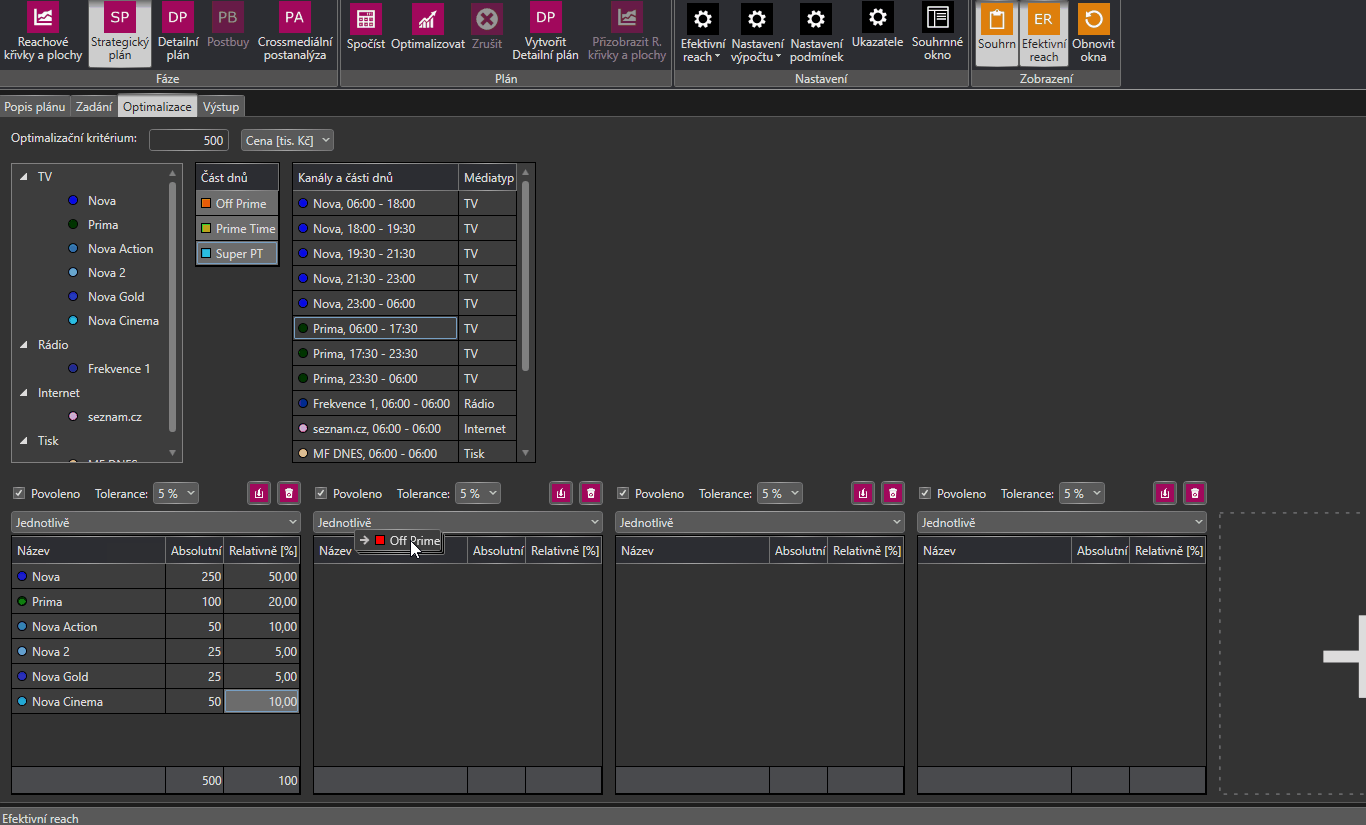 SP DP PB PA DP ER
Reachové křivky a plochy
Strategický plán
Detailní plán
Postbuy
Crossmediální postanalýza
Spočíst
Optimalizovat
Zrušit
Vytvořit Detailní plán
Přizobrazit R. křivky a plochy
Efektivní reach
Nastavení výpočtu
Nastavení podmínek
Ukazatele
Souhrnné okno
Souhrn
Efektivní reach
Obnovit okna
Fáze Plán Nastavení Zobrazení
Popis plánu Zadání Optimalizace Výstup
Optimalizační kritérium: 500 Cena [tis. Kč]
TV
Nova
Prima
Nova Action
Nova 2
Nova Gold
Nova Cinema
Rádio
Frekvence 1
Internet
seznam.cz
Tisk
MF DNES
Část dnů
Off Prime
Prime Time
Super PT
Kanály a části dnů Médiatyp
Nova, 06:00 - 18:00 TV
Nova, 18:00 - 19:30 TV
Nova, 19:30 - 21:30 TV
Nova, 21:30 - 23:00 TV
Nova, 23:00 - 06:00 TV
Prima, 06:00 - 17:30 TV
Prima, 17:30 - 23:30 TV
Prima, 23:30 - 06:00 TV
Frekvence 1, 06:00 - 06:00 Rádio
seznam.cz, 06:00 - 06:00 Internet
MF DNES, 06:00 - 06:00 Tisk
Povoleno Tolerance: 5 % Povoleno Tolerance: 5 % Povoleno Tolerance: 5 % Povoleno Tolerance: 5 %
Jednotlivě Jednotlivě Jednotlivě Jednotlivě
Off Prime
Název Absolutní Relativně [%] Název Absolutní Relativně [%] Název Absolutní Relativně [%] Název Absolutní Relativně [%]
Nova 250 50,00
Prima 100 20,00
Nova Action 50 10,00
Nova 2 25 5,00
Nova Gold 25 5,00
Nova Cinema 50 10,00
500 100
Efektivní reach